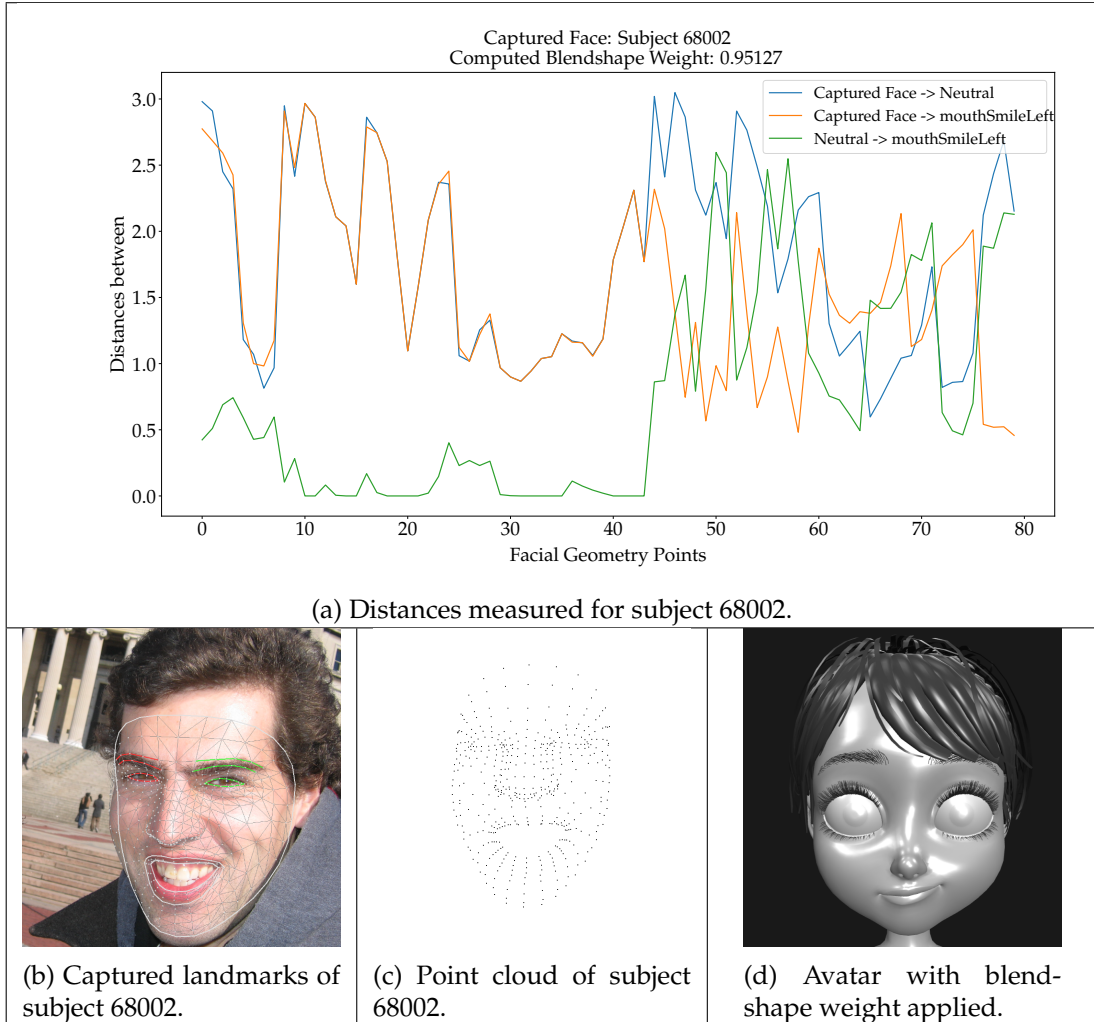 Captured Face: Subject 68002
Computed Blendshape Weight: 0.95127
Captured Face -> Neutral
Captured Face -> mouthSmileLeft
Neutral -> mouthSmileLeft
Distances between
3.0
2.5
2.0
1.5
1.0
0.5
0.0
0 10 20 30 40 50 60 70 80
Facial Geometry Points
(a) Distances measured for subject 68002.
(b) Captured landmarks of
subject 68002.
(c) Point cloud of subject
68002.
(d) Avatar with blend-
shape weight applied.